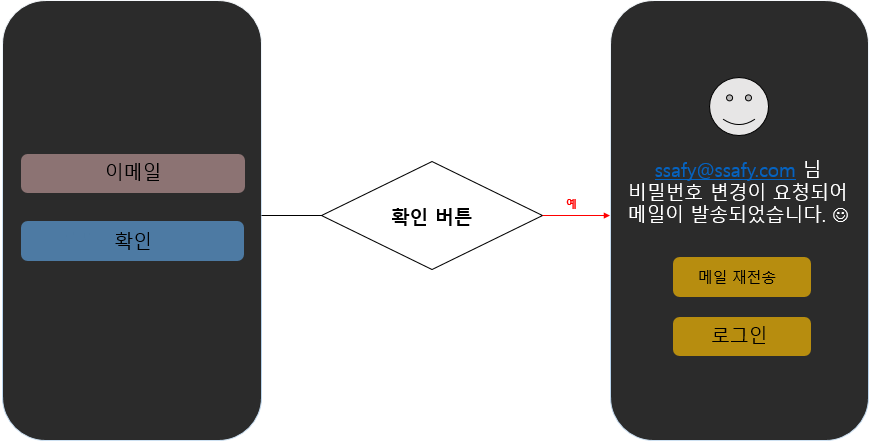 이메일
확인
확인 버튼
예
ssafy@ssafy.com 님
비밀번호 변경이 요청되어
메일이 발송되었습니다. ☺
메일 재전송
로그인